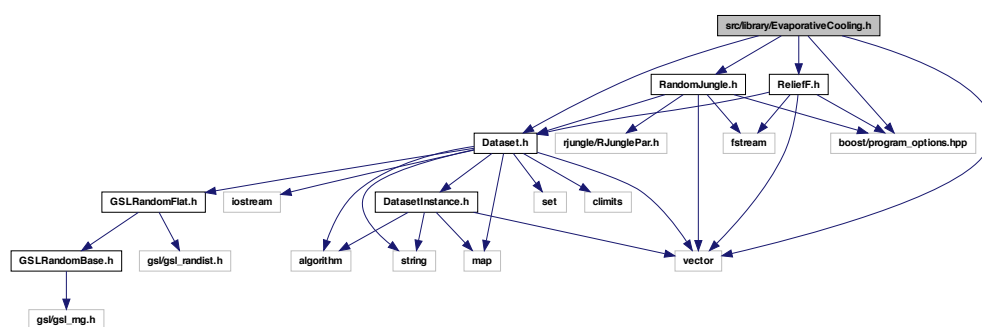 src/library/EvaporativeCooling.h
RandomJungle.h
ReliefF.h
Dataset.h
rjungle/RJunglePar.h
fstream
boost/program_options.hpp
GSLRandomFlat.h
iostream
DatasetInstance.h
set
climits
GSLRandomBase.h
gsl/gsl_randist.h
algorithm
string
map
vector
gsl/gsl_rng.h